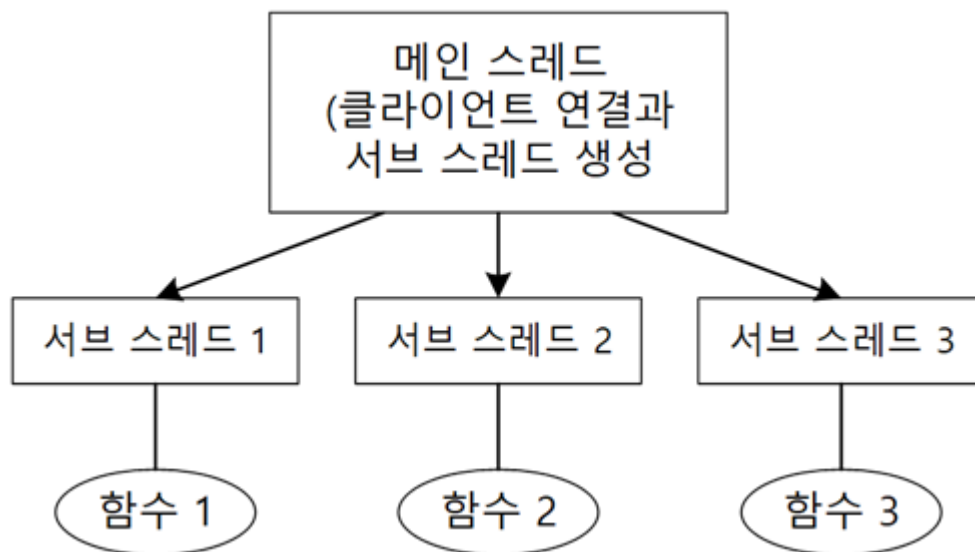 메인 스레드
(클라이언트 연결과
서브 스레드 생성
서브 스레드 1
서브 스레드 2
서브 스레드 3
함수 1
함수 2
함수 3